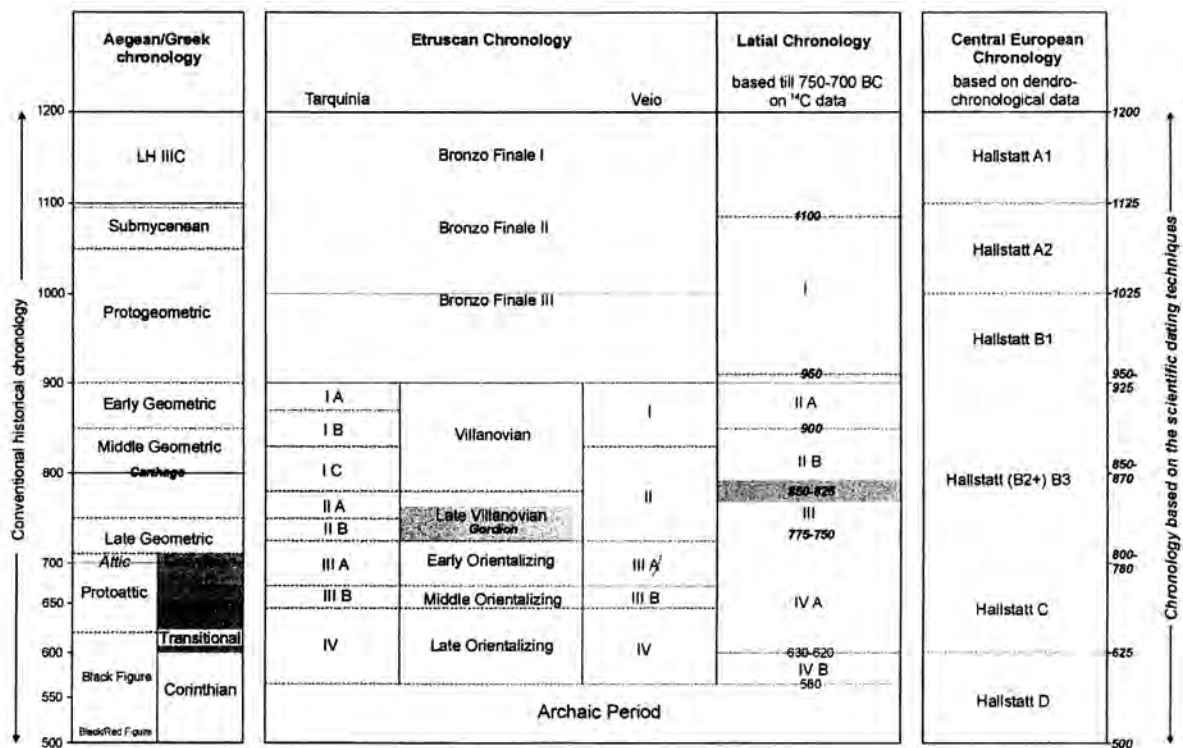 Aegean/Greek
chronology
Etruscan Chronology
Tarquinia
Veio
Latial Chronology
based till 750-700 BC
on ¹⁴C data
Central European
Chronology
based on dendro-
chronological data
Conventional historical chronology
1200
1100
1000
900
800
700
650
600
550
500
LH IIIC
Submycenean
Protogeometric
Early Geometric
Middle Geometric
Late Geometric
Attic
Protoattic
Transitional
Black Figure
Corinthian
Black/Red Figure
Bronzo Finale I
Bronzo Finale II
Bronzo Finale III
I A
I B
I C
II A
II B
III A
III B
IV
Villanovian
Late Villanovian
Gordion
Early Orientalizing
Middle Orientalizing
Late Orientalizing
I
II
III A
III B
IV
Archaic Period
1100
I
950
II A
900
II B
850-825
III
775-750
IV A
630-620
IV B
580
Hallstatt A1
Hallstatt A2
Hallstatt B1
Hallstatt (B2+) B3
Hallstatt C
Hallstatt D
1200
1125
1025
950-
925
850-
870
800-
780
625
500
Chronology based on the scientific dating techniques